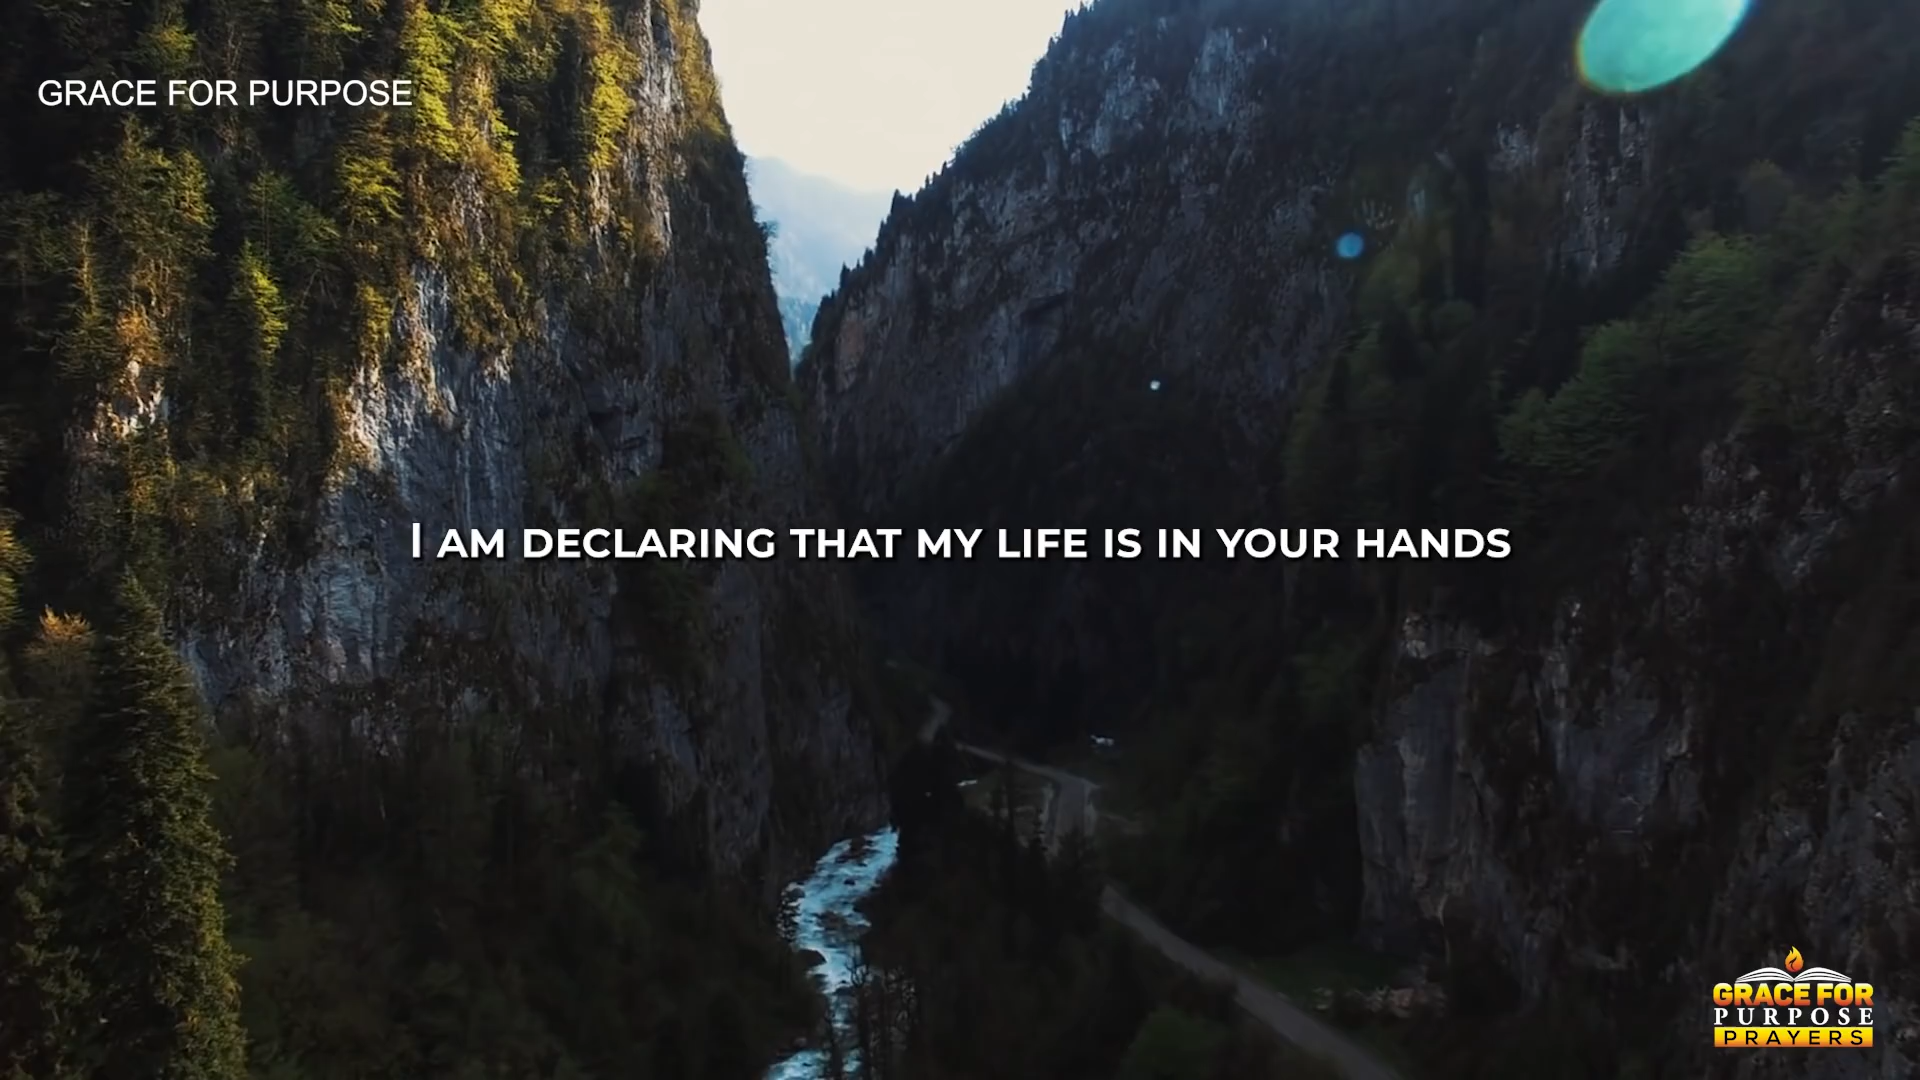 GRACE FOR PURPOSE
I AM DECLARING THAT MY LIFE IS IN YOUR HANDS
GRACE FOR
PURPOSE
PRAYERS